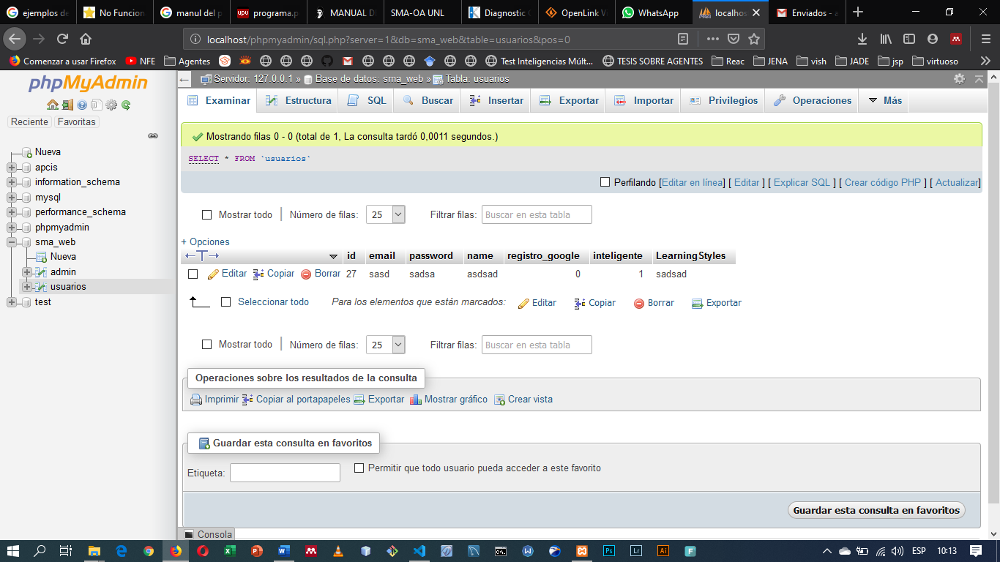 ejemplos de
No Funcion
manul del p
programa.p
MANUAL D
SMA-OA UNL
Diagnostic
OpenLink Vi
WhatsApp
localhos
Enviados - a
localhost/phpmyadmin/sql.php?server=1&db=sma_web&table=usuarios&pos=0
Comenzar a usar Firefox NFE Agentes Test Inteligencias Múlt... TESIS SOBRE AGENTES Reac JENA vish JADE jsp virtuoso
phpMyAdmin
Reciente Favoritas
Nueva
apcis
information_schema
mysql
performance_schema
phpmyadmin
sma_web
Nueva
admin
usuarios
test
Servidor: 127.0.0.1 » Base de datos: sma_web » Tabla: usuarios
Examinar Estructura SQL Buscar Insertar Exportar Importar Privilegios Operaciones Más
Mostrando filas 0 - 0 (total de 1, La consulta tardó 0,0011 segundos.)
SELECT * FROM `usuarios`
Perfilando [Editar en línea] [ Editar ] [ Explicar SQL ] [ Crear código PHP ] [ Actualizar]
Mostrar todo Número de filas: 25 Filtrar filas: Buscar en esta tabla
+ Opciones
id email password name registro_google inteligente LearningStyles
Editar Copiar Borrar 27 sasd sadsa asdsad 0 1 sadsad
Seleccionar todo Para los elementos que están marcados: Editar Copiar Borrar Exportar
Mostrar todo Número de filas: 25 Filtrar filas: Buscar en esta tabla
Operaciones sobre los resultados de la consulta
Imprimir Copiar al portapapeles Exportar Mostrar gráfico Crear vista
Guardar esta consulta en favoritos
Etiqueta: Permitir que todo usuario pueda acceder a este favorito
Guardar esta consulta en favoritos
Consola
ESP 10:13